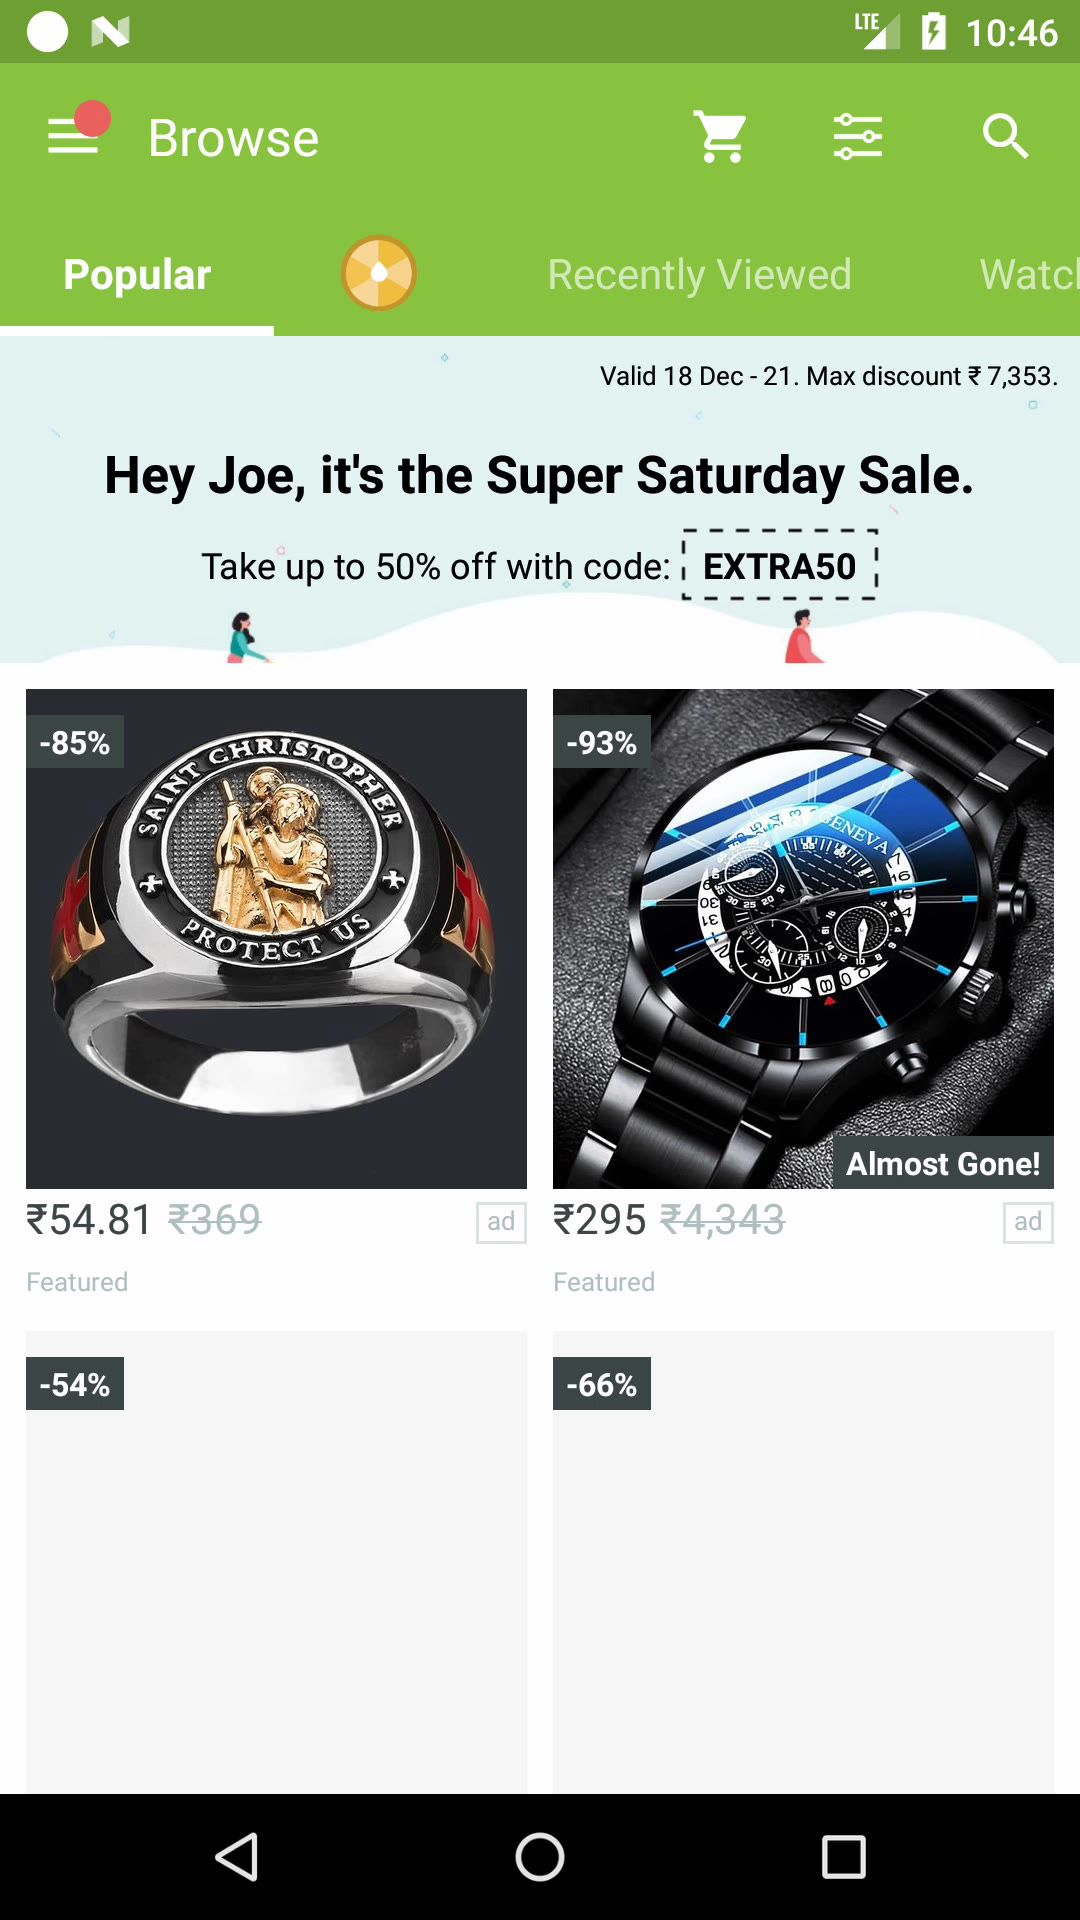 LTE 10:46
Browse
Popular Recently Viewed Watch
Valid 18 Dec - 21. Max discount ₹ 7,353.
Hey Joe, it's the Super Saturday Sale.
Take up to 50% off with code: EXTRA50
-85%
SAINT CHRISTOPHER
PROTECT US
-93%
GENEVA
Almost Gone!
₹54.81 ₹369 ad
Featured
₹295 ₹4,343 ad
Featured
-54%
-66%